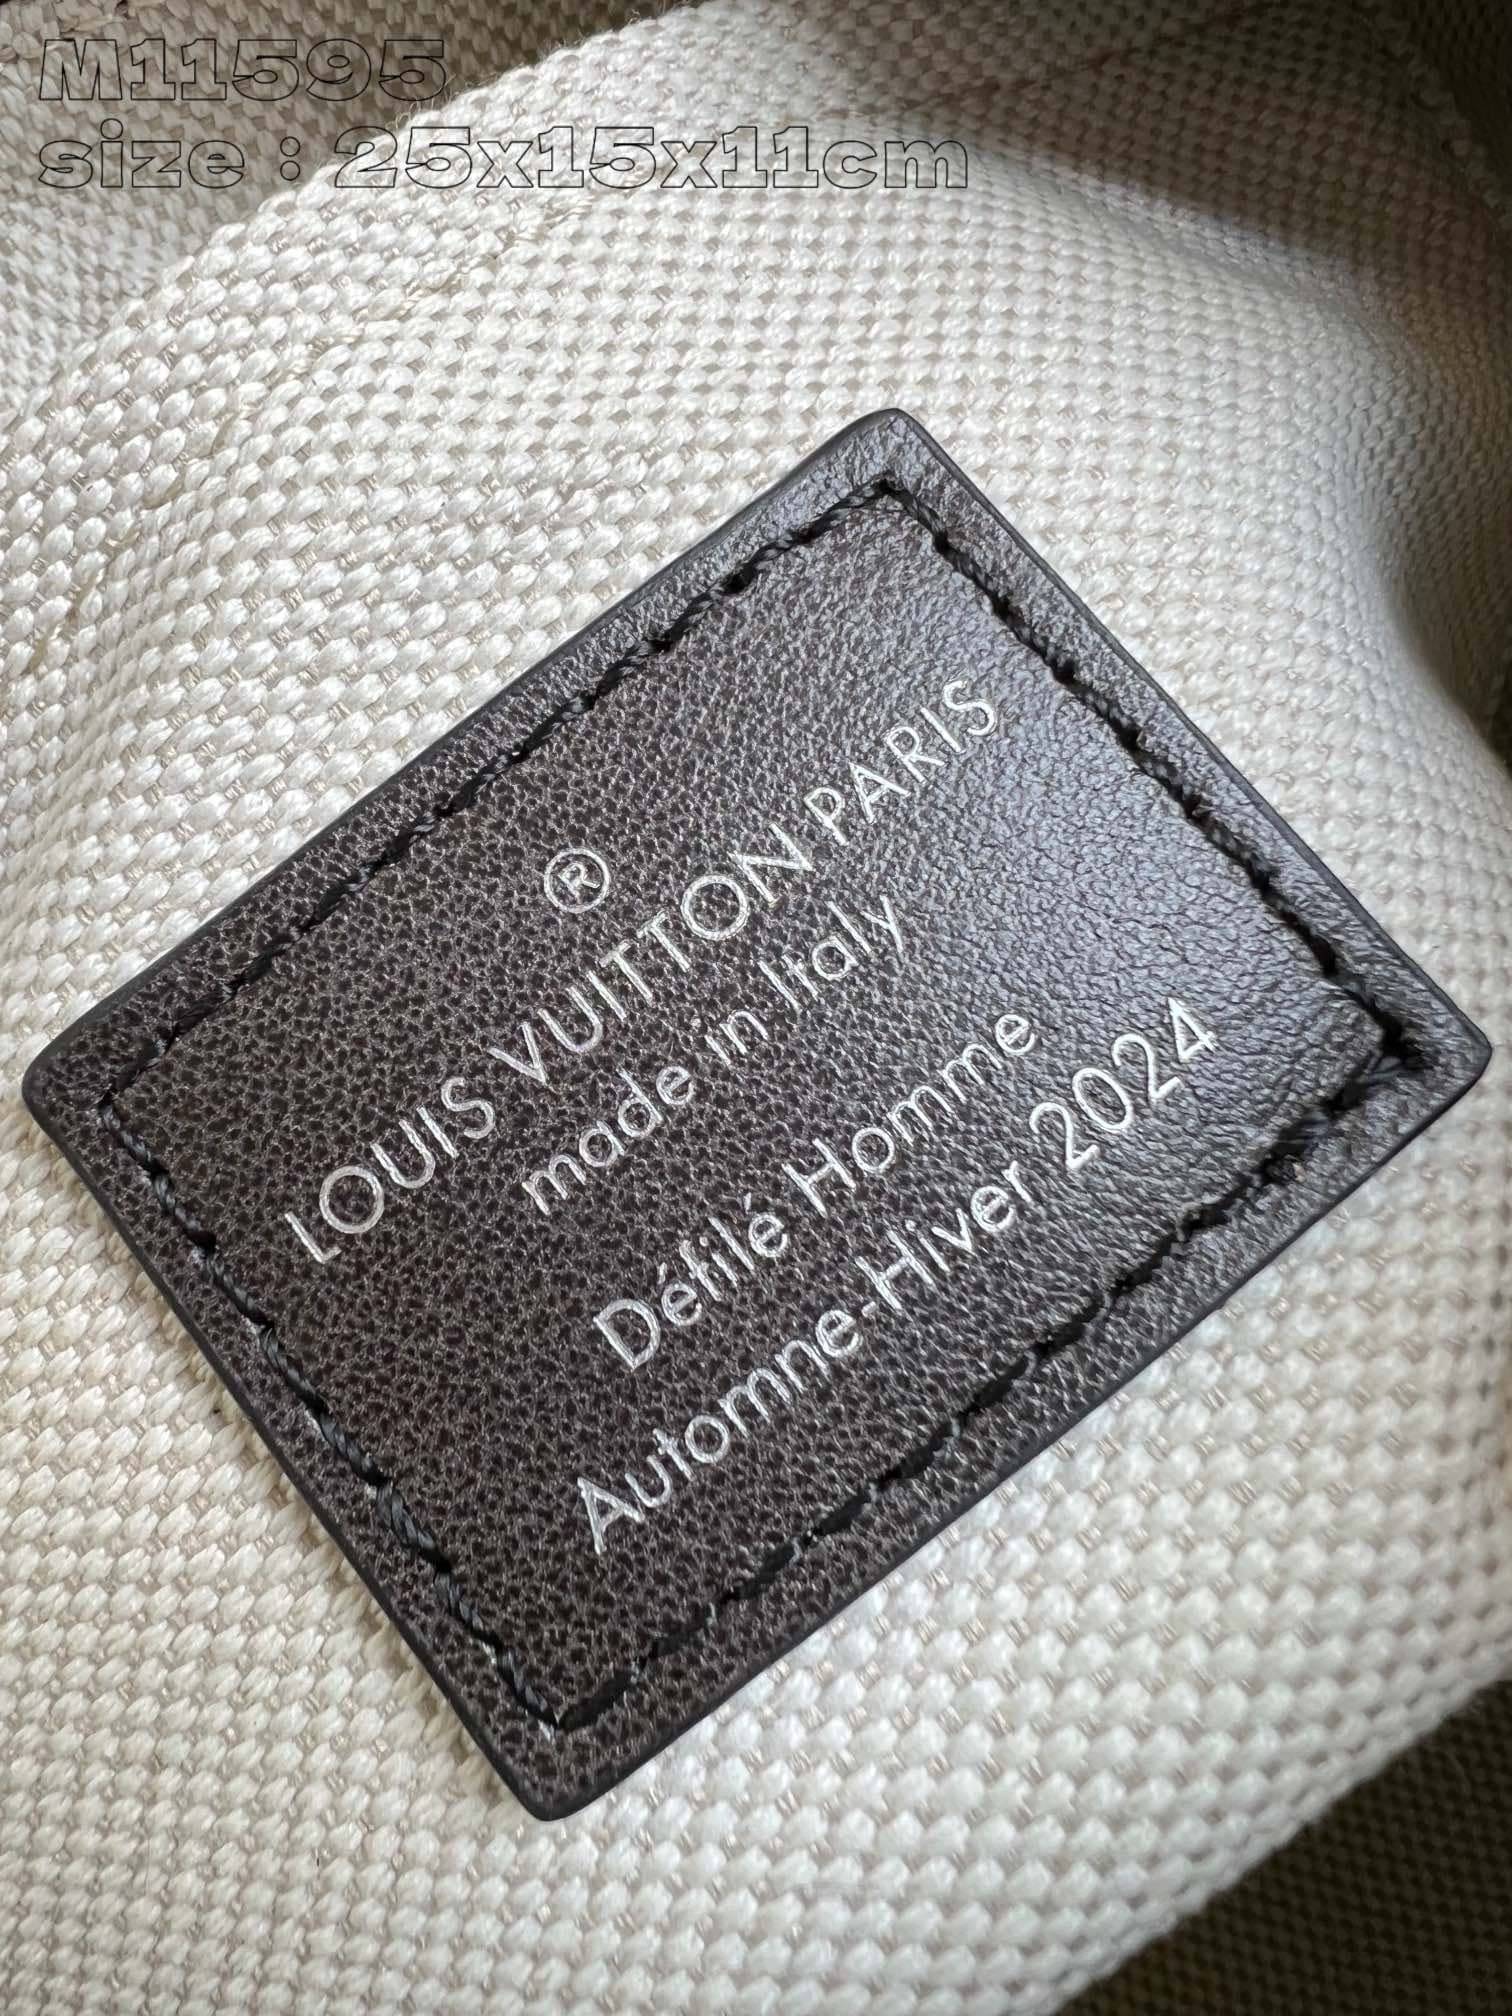 M11595
size : 25x15x11cm
®
LOUIS VUITTON PARIS
made in Italy
Défilé Homme
Automne-Hiver 2024